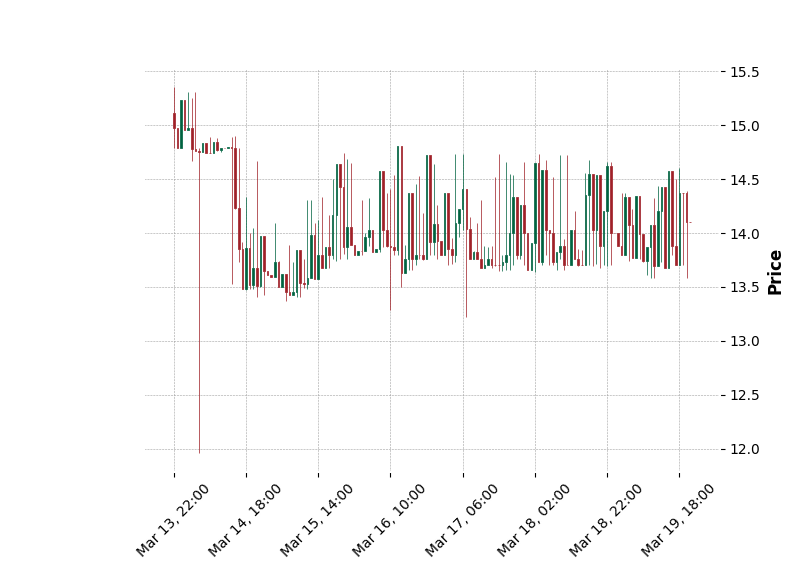 15.5
15.0
14.5
14.0
13.5
13.0
12.5
12.0
Price
Mar 13, 22:00
Mar 14, 18:00
Mar 15, 14:00
Mar 16, 10:00
Mar 17, 06:00
Mar 18, 02:00
Mar 18, 22:00
Mar 19, 18:00